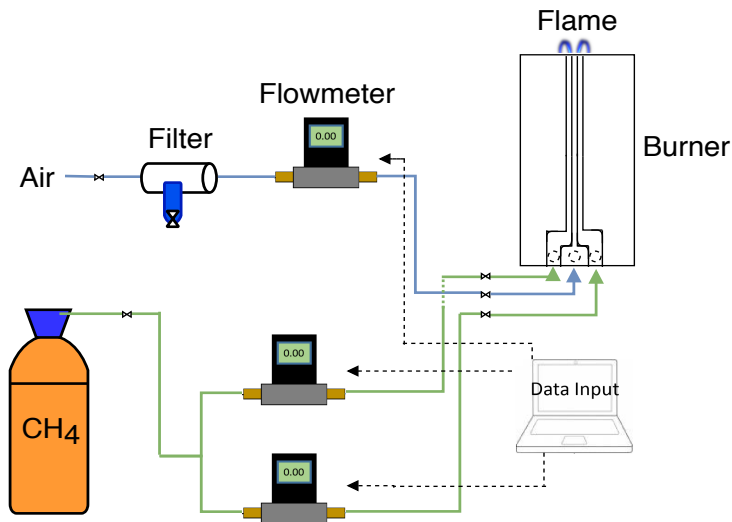 Flame
Flowmeter
0.00
Filter
Burner
Air
0.00
Data Input
CH4
0.00